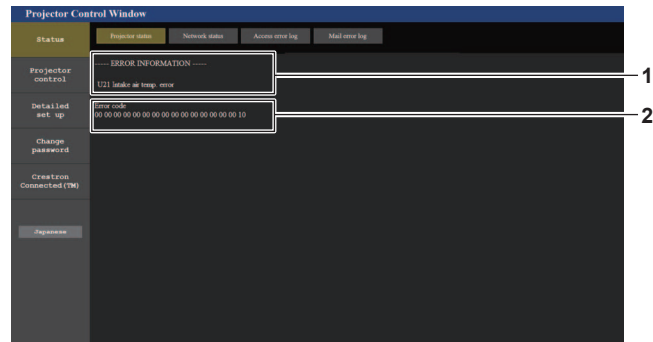 Projector Control Window
Status
Projector status Network status Access error log Mail error log
----- ERROR INFORMATION -----
U21 Intake air temp. error
1
Projector control
Error code
00 00 00 00 00 00 00 00 00 00 00 00 00 00 00 10
2
Detailed set up
Change password
Crestron Connected(TM)
Japanese